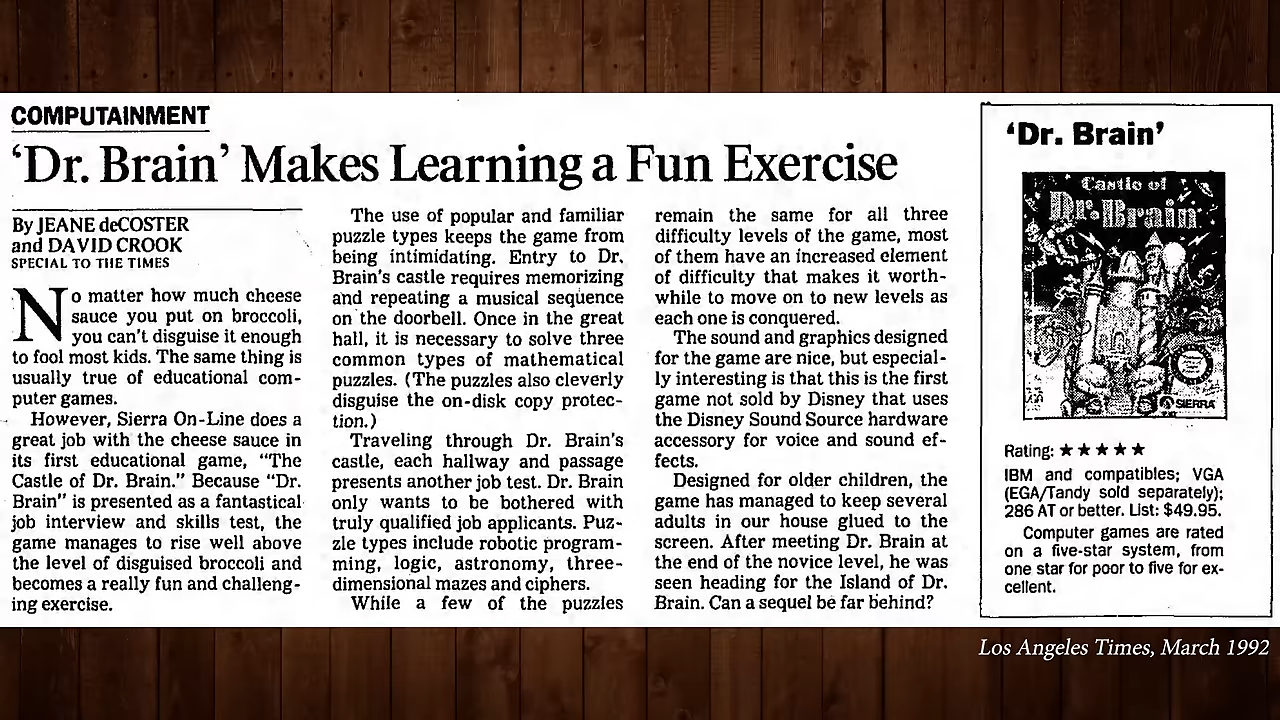 COMPUTAINMENT
‘Dr. Brain’ Makes Learning a Fun Exercise
By JEANE deCOSTER
and DAVID CROOK
SPECIAL TO THE TIMES
No matter how much cheese
sauce you put on broccoli,
you can't disguise it enough
to fool most kids. The same thing is
usually true of educational com-
puter games.
However, Sierra On-Line does a
great job with the cheese sauce in
its first educational game, “The
Castle of Dr. Brain.” Because “Dr.
Brain” is presented as a fantastical
job interview and skills test, the
game manages to rise well above
the level of disguised broccoli and
becomes a really fun and challeng-
ing exercise.
The use of popular and familiar
puzzle types keeps the game from
being intimidating. Entry to Dr.
Brain's castle requires memorizing
and repeating a musical sequence
on the doorbell. Once in the great
hall, it is necessary to solve three
common types of mathematical
puzzles. (The puzzles also cleverly
disguise the on-disk copy protec-
tion.)
Traveling through Dr. Brain's
castle, each hallway and passage
presents another job test. Dr. Brain
only wants to be bothered with
truly qualified job applicants. Puz-
zle types include robotic program-
ming, logic, astronomy, three-
dimensional mazes and ciphers.
While a few of the puzzles
remain the same for all three
difficulty levels of the game, most
of them have an increased element
of difficulty that makes it worth-
while to move on to new levels as
each one is conquered.
The sound and graphics designed
for the game are nice, but especial-
ly interesting is that this is the first
game not sold by Disney that uses
the Disney Sound Source hardware
accessory for voice and sound ef-
fects.
Designed for older children, the
game has managed to keep several
adults in our house glued to the
screen. After meeting Dr. Brain at
the end of the novice level, he was
seen heading for the Island of Dr.
Brain. Can a sequel be far behind?
‘Dr. Brain’
Castle of
Dr. Brain
SIERRA
Rating: ★★★★★
IBM and compatibles; VGA
(EGA/Tandy sold separately);
286 AT or better. List: $49.95.
Computer games are rated
on a five-star system, from
one star for poor to five for ex-
cellent.
Los Angeles Times, March 1992